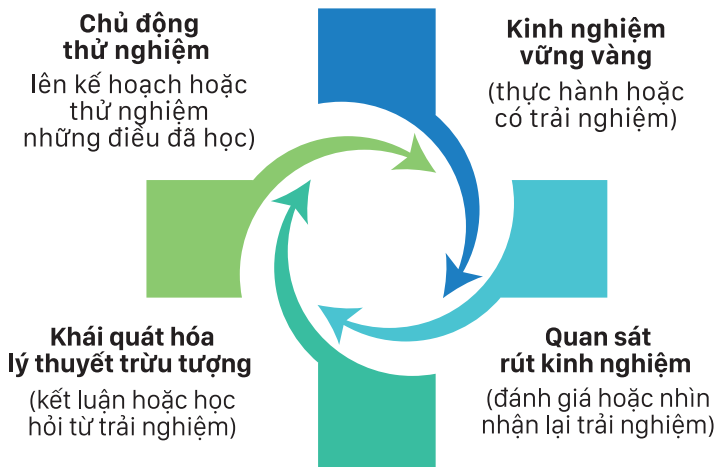 Chủ động
thử nghiệm
lên kế hoạch hoặc
thử nghiệm
những điều đã học)
Kinh nghiệm
vững vàng
(thực hành hoặc
có trải nghiệm)
Khái quát hóa
lý thuyết trừu tượng
(kết luận hoặc học
hỏi từ trải nghiệm)
Quan sát
rút kinh nghiệm
(đánh giá hoặc nhìn
nhận lại trải nghiệm)